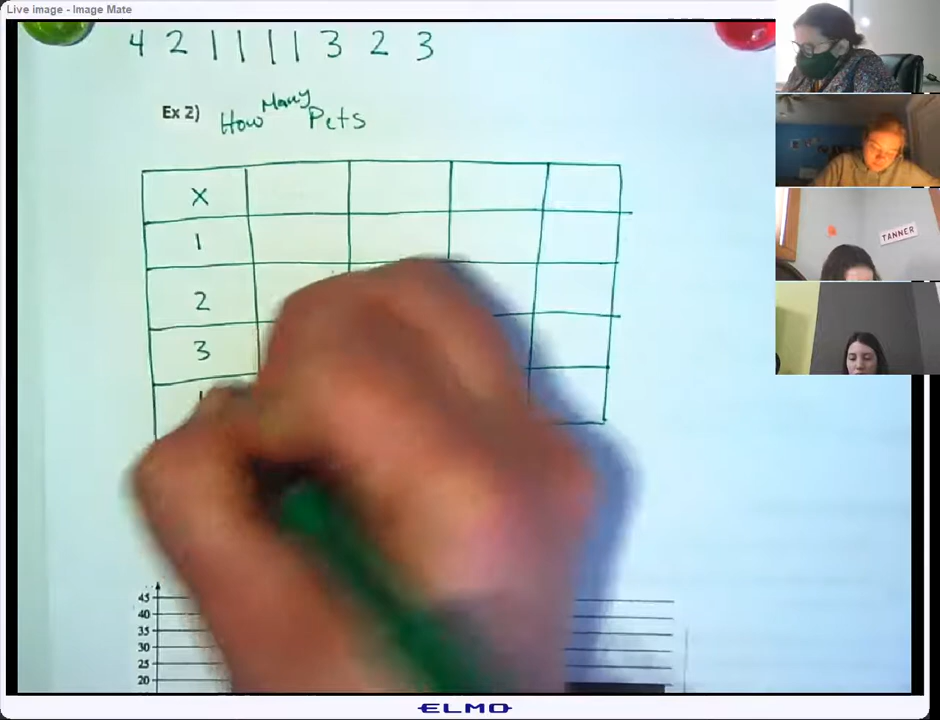 Live image - Image Mate
4 2 1 1 1 1 3 2 3
Ex 2) How Many Pets
X
1
2
3
TANNER
45
40
35
30
25
20
ELMO